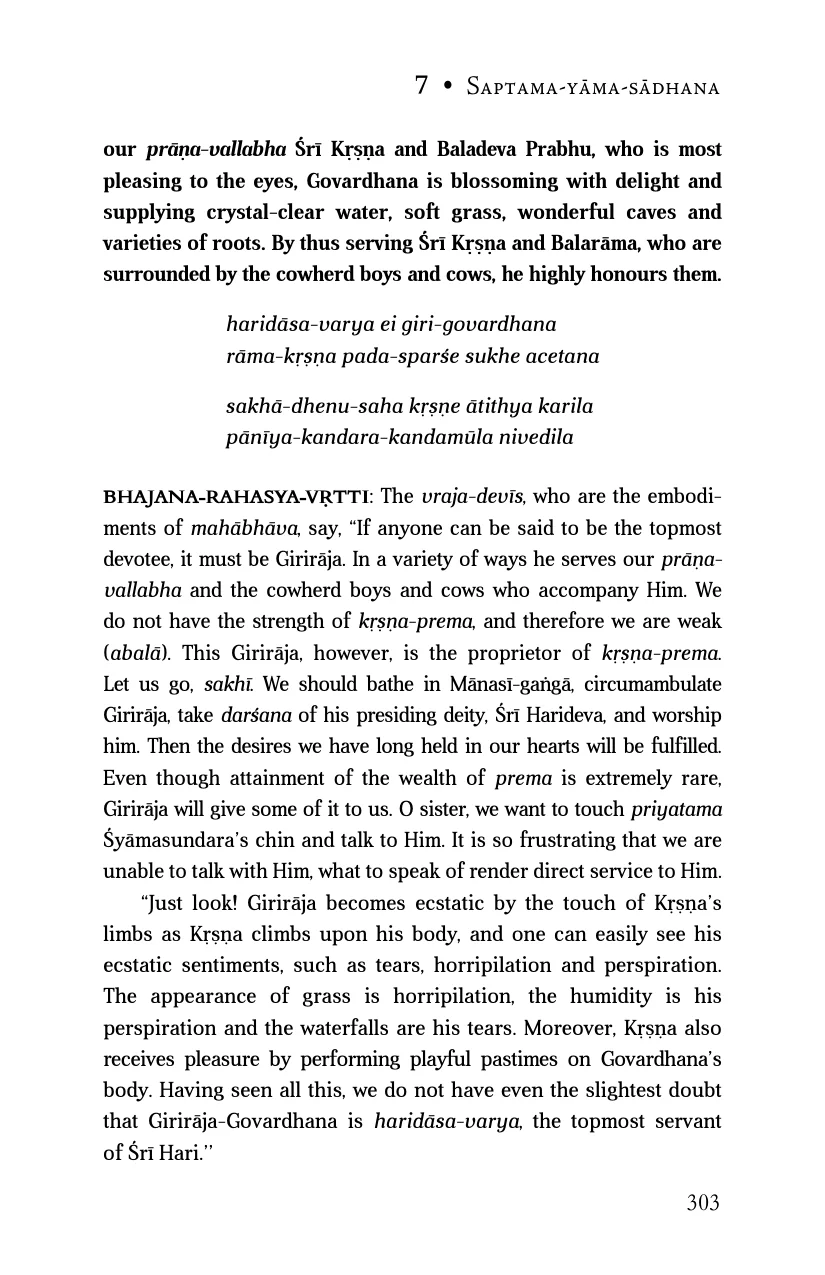 7 • Saptama-yāma-sādhana
our prāṇa-vallabha Śrī Kṛṣṇa and Baladeva Prabhu, who is most
pleasing to the eyes, Govardhana is blossoming with delight and
supplying crystal-clear water, soft grass, wonderful caves and
varieties of roots. By thus serving Śrī Kṛṣṇa and Balarāma, who are
surrounded by the cowherd boys and cows, he highly honours them.
haridāsa-varya ei giri-govardhana
rāma-kṛṣṇa pada-sparśe sukhe acetana
sakhā-dhenu-saha kṛṣṇe ātithya karila
pānīya-kandara-kandamūla nivedila
BHAJANA-RAHASYA-VṚTTI: The vraja-devīs, who are the embodi-
ments of mahābhāva, say, “If anyone can be said to be the topmost
devotee, it must be Girirāja. In a variety of ways he serves our prāṇa-
vallabha and the cowherd boys and cows who accompany Him. We
do not have the strength of kṛṣṇa-prema, and therefore we are weak
(abalā). This Girirāja, however, is the proprietor of kṛṣṇa-prema.
Let us go, sakhī. We should bathe in Mānasī-gaṅgā, circumambulate
Girirāja, take darśana of his presiding deity, Śrī Harideva, and worship
him. Then the desires we have long held in our hearts will be fulfilled.
Even though attainment of the wealth of prema is extremely rare,
Girirāja will give some of it to us. O sister, we want to touch priyatama
Śyāmasundara’s chin and talk to Him. It is so frustrating that we are
unable to talk with Him, what to speak of render direct service to Him.
“Just look! Girirāja becomes ecstatic by the touch of Kṛṣṇa’s
limbs as Kṛṣṇa climbs upon his body, and one can easily see his
ecstatic sentiments, such as tears, horripilation and perspiration.
The appearance of grass is horripilation, the humidity is his
perspiration and the waterfalls are his tears. Moreover, Kṛṣṇa also
receives pleasure by performing playful pastimes on Govardhana’s
body. Having seen all this, we do not have even the slightest doubt
that Girirāja-Govardhana is haridāsa-varya, the topmost servant
of Śrī Hari.’’
303